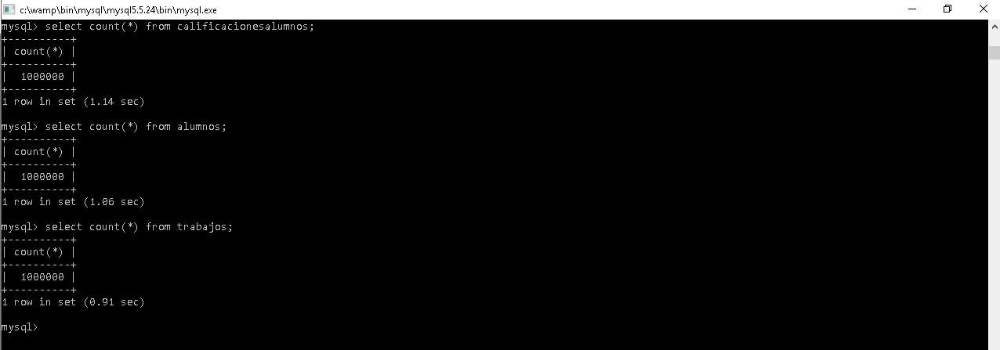 c:\wamp\bin\mysql\mysql5.5.24\bin\mysql.exe
mysql> select count(*) from calificacionesalumnos;
+----------+
| count(*) |
+----------+
|  1000000 |
+----------+
1 row in set (1.14 sec)
mysql> select count(*) from alumnos;
+----------+
| count(*) |
+----------+
|  1000000 |
+----------+
1 row in set (1.06 sec)
mysql> select count(*) from trabajos;
+----------+
| count(*) |
+----------+
|  1000000 |
+----------+
1 row in set (0.91 sec)
mysql>